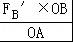 F_B′ × OB
OA